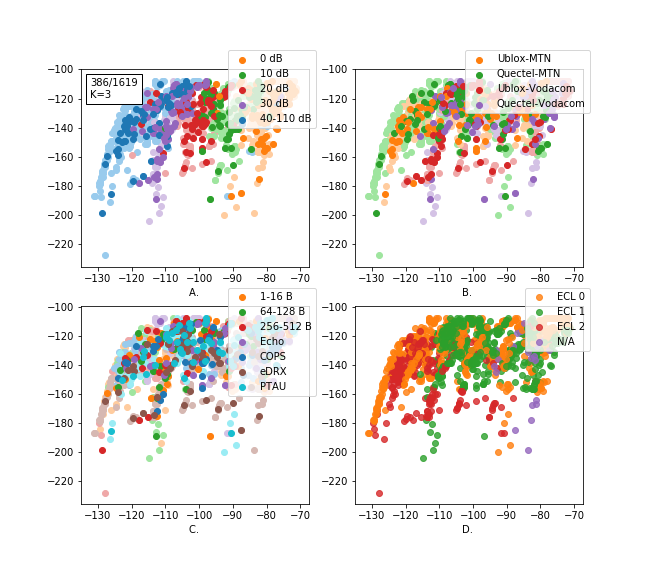 386/1619
K=3
0 dB
10 dB
20 dB
30 dB
40-110 dB
−100
−120
−140
−160
−180
−200
−220
−130 −120 −110 −100 −90 −80 −70
A.
Ublox-MTN
Quectel-MTN
Ublox-Vodacom
Quectel-Vodacom
−100
−120
−140
−160
−180
−200
−220
−130 −120 −110 −100 −90 −80 −70
B.
1-16 B
64-128 B
256-512 B
Echo
COPS
eDRX
PTAU
−100
−120
−140
−160
−180
−200
−220
−130 −120 −110 −100 −90 −80 −70
C.
ECL 0
ECL 1
ECL 2
N/A
−100
−120
−140
−160
−180
−200
−220
−130 −120 −110 −100 −90 −80 −70
D.